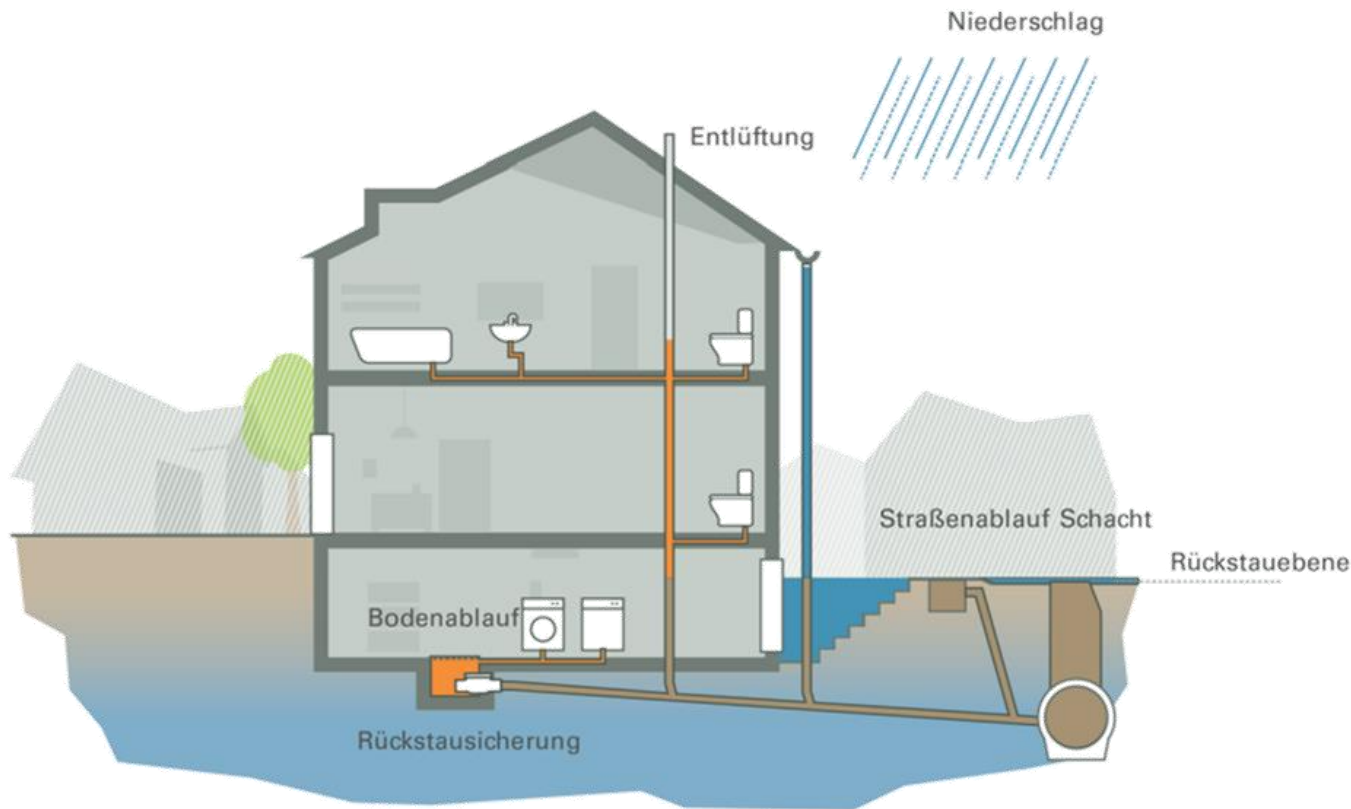 Niederschlag
Entlüftung
Straßenablauf Schacht
Rückstauebene
Bodenablauf
Rückstausicherung